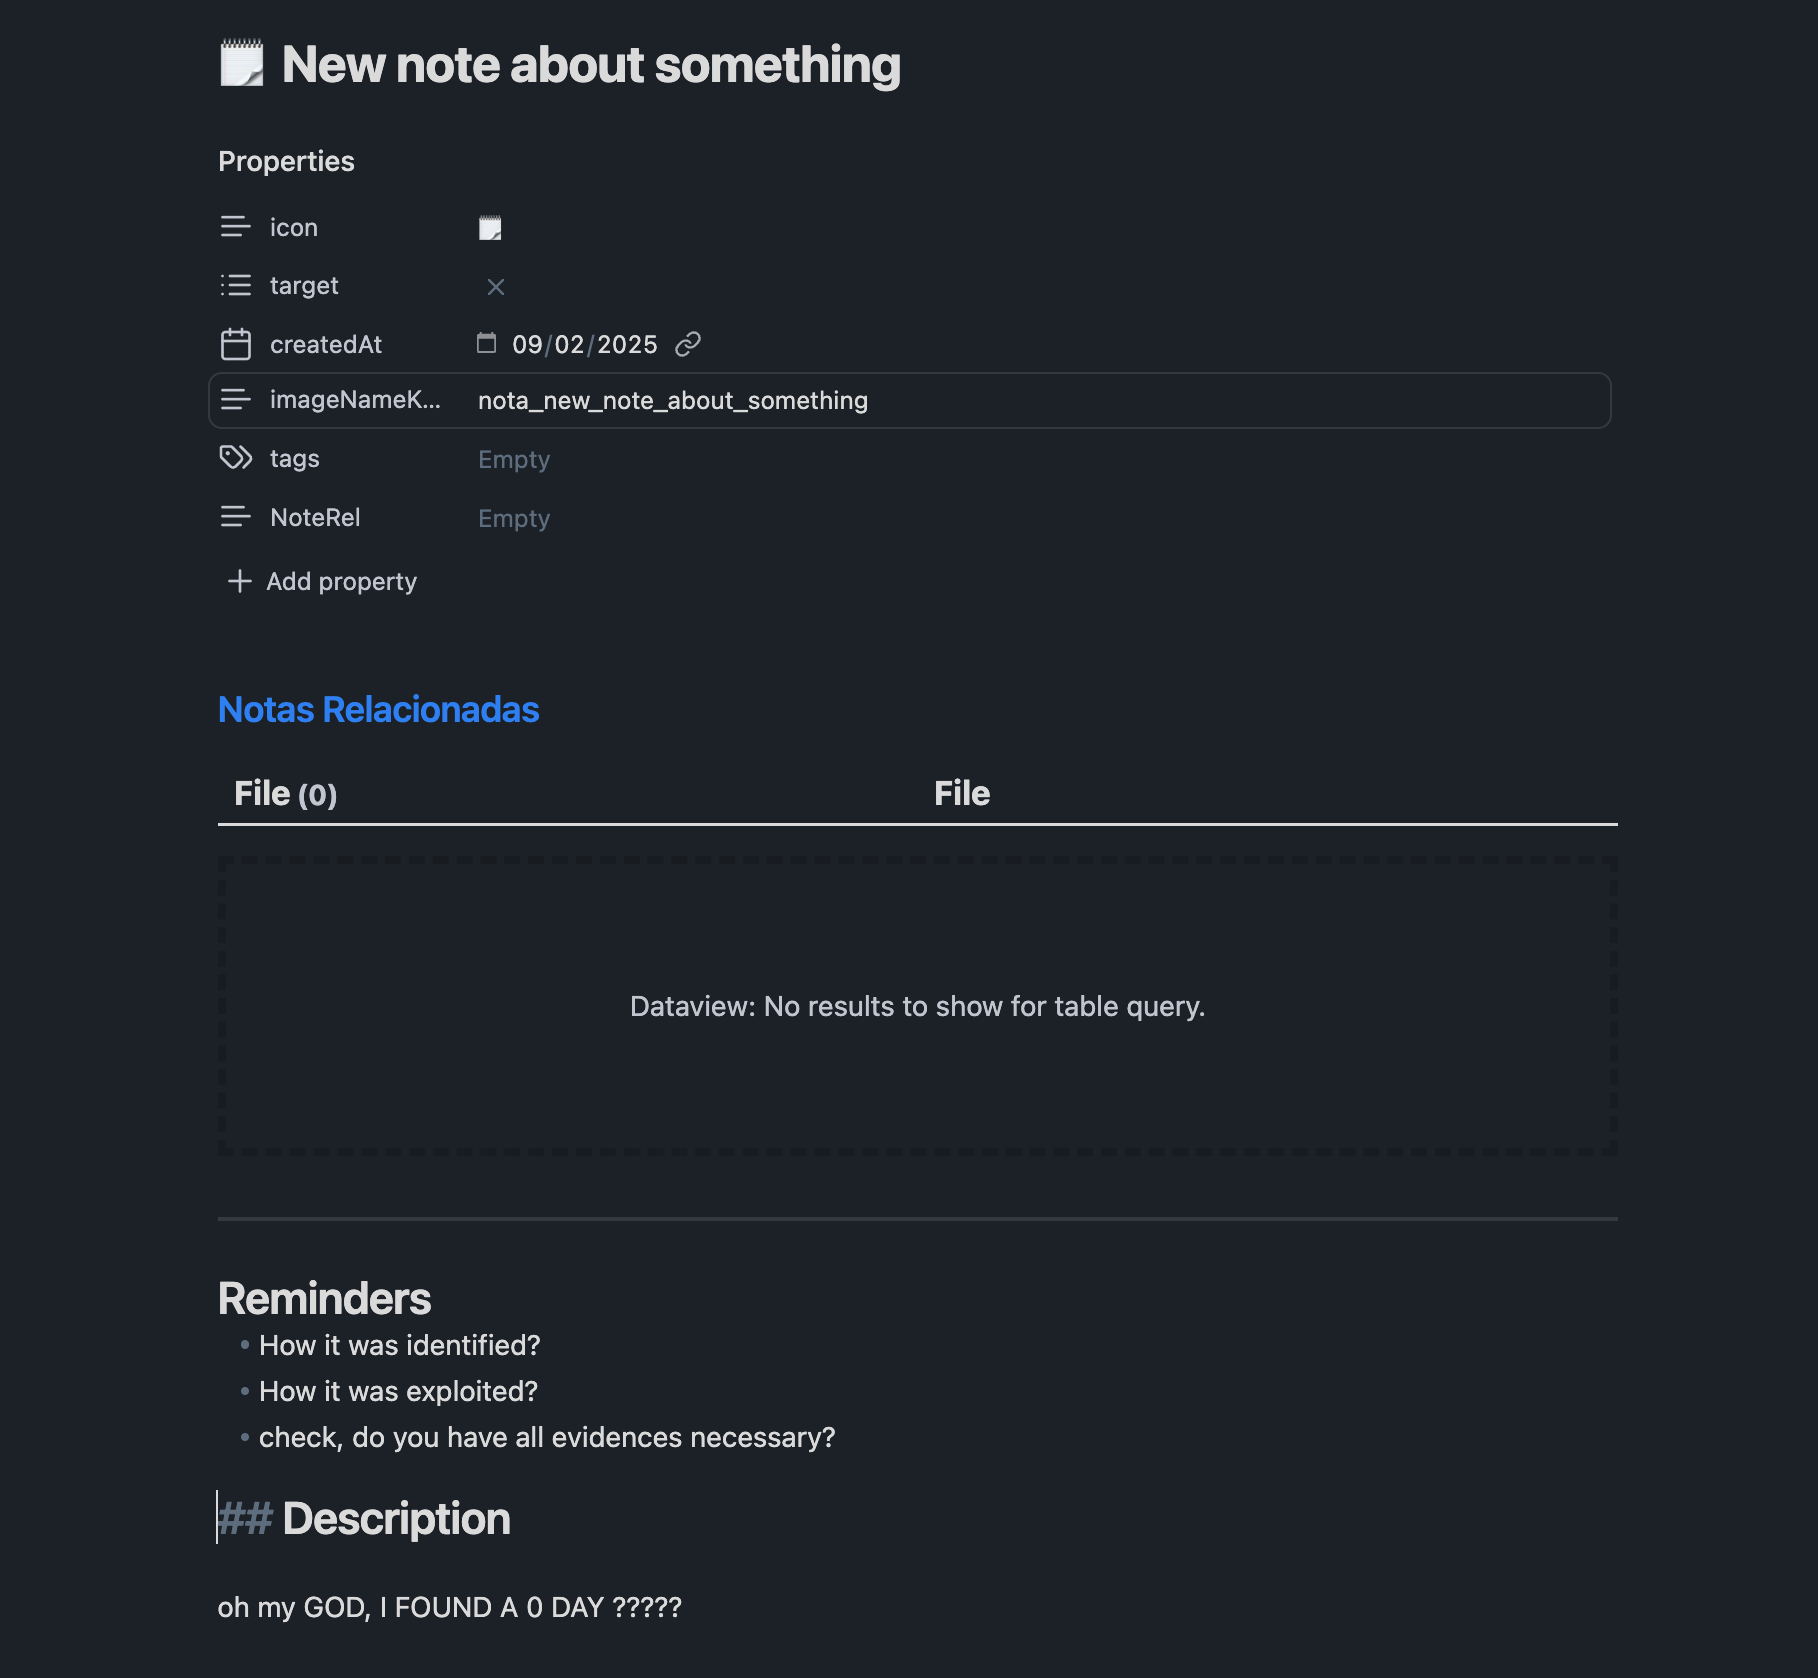 New note about something
Properties
icon
target
createdAt 09/02/2025
imageNameK... nota_new_note_about_something
tags Empty
NoteRel Empty
Add property
Notas Relacionadas
File (0) File
Dataview: No results to show for table query.
Reminders
• How it was identified?
• How it was exploited?
• check, do you have all evidences necessary?
## Description
oh my GOD, I FOUND A 0 DAY ?????